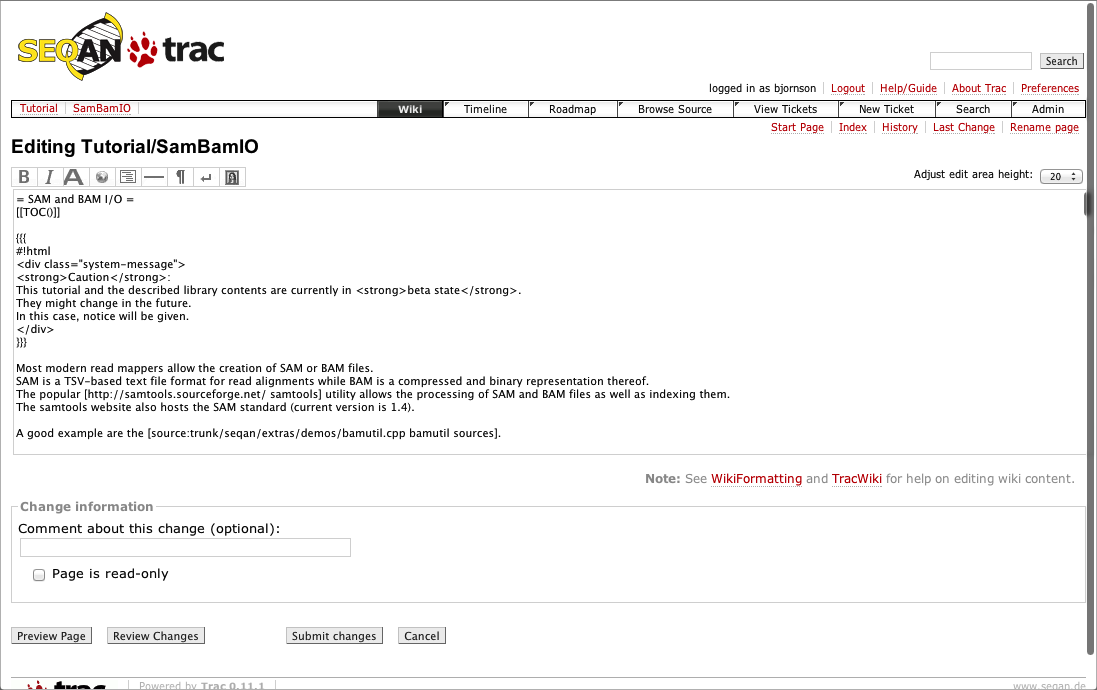 SEQAN trac
Search
logged in as bjornson Logout Help/Guide About Trac Preferences
Tutorial SamBamIO Wiki Timeline Roadmap Browse Source View Tickets New Ticket Search Admin
Start Page Index History Last Change Rename page
Editing Tutorial/SamBamIO
B I A ¶ Adjust edit area height: 20
= SAM and BAM I/O =
[[TOC()]]
{{{
#!html
<div class="system-message">
<strong>Caution</strong>:
This tutorial and the described library contents are currently in <strong>beta state</strong>.
They might change in the future.
In this case, notice will be given.
</div>
}}}
Most modern read mappers allow the creation of SAM or BAM files.
SAM is a TSV-based text file format for read alignments while BAM is a compressed and binary representation thereof.
The popular [http://samtools.sourceforge.net/ samtools] utility allows the processing of SAM and BAM files as well as indexing them.
The samtools website also hosts the SAM standard (current version is 1.4).
A good example are the [source:trunk/seqan/extras/demos/bamutil.cpp bamutil sources].
Note: See WikiFormatting and TracWiki for help on editing wiki content.
Change information
Comment about this change (optional):
Page is read-only
Preview Page Review Changes Submit changes Cancel
trac Powered by Trac 0.11.1 www.seqan.de